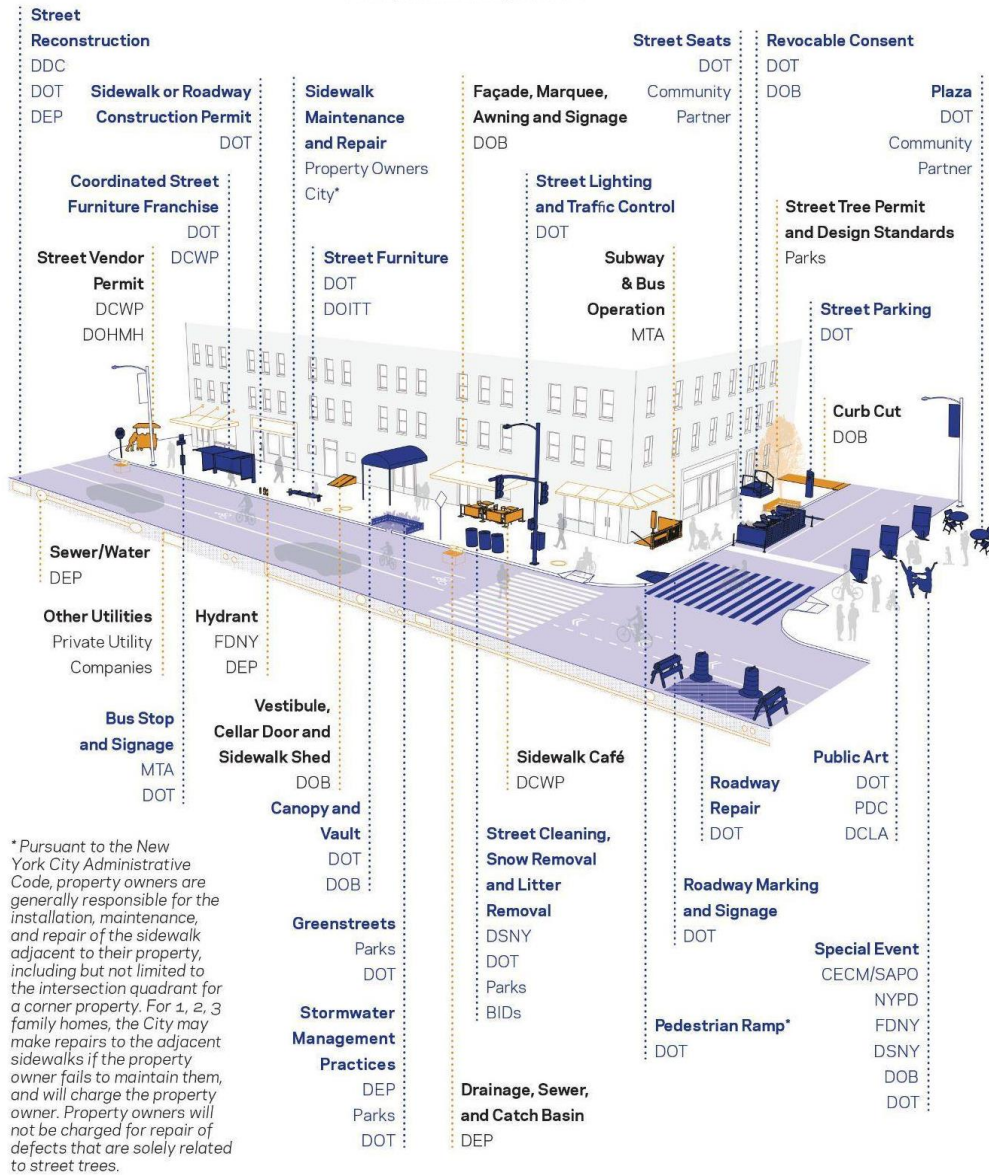 Street
Reconstruction
DDC
DOT
DEP
Sidewalk or Roadway
Construction Permit
DOT
Sidewalk
Maintenance
and Repair
Property Owners
City*
Façade, Marquee,
Awning and Signage
DOB
Street Seats
DOT
Community
Partner
Revocable Consent
DOT
DOB
Plaza
DOT
Community
Partner
Coordinated Street
Furniture Franchise
DOT
DCWP
Street Lighting
and Traffic Control
DOT
Street Tree Permit
and Design Standards
Parks
Street Vendor
Permit
DCWP
DOHMH
Street Furniture
DOT
DOITT
Subway
& Bus
Operation
MTA
Street Parking
DOT
Curb Cut
DOB
Sewer/Water
DEP
Other Utilities
Private Utility
Companies
Hydrant
FDNY
DEP
Bus Stop
and Signage
MTA
DOT
Vestibule,
Cellar Door and
Sidewalk Shed
DOB
Canopy and
Vault
DOT
DOB
Sidewalk Café
DCWP
Roadway
Repair
DOT
Public Art
DOT
PDC
DCLA
Greenstreets
Parks
DOT
Street Cleaning,
Snow Removal
and Litter
Removal
DSNY
DOT
Parks
BIDs
Roadway Marking
and Signage
DOT
Special Event
CECM/SAPO
NYPD
FDNY
DSNY
DOB
DOT
Stormwater
Management
Practices
DEP
Parks
DOT
Drainage, Sewer,
and Catch Basin
DEP
Pedestrian Ramp*
DOT
* Pursuant to the New
York City Administrative
Code, property owners are
generally responsible for the
installation, maintenance,
and repair of the sidewalk
adjacent to their property,
including but not limited to
the intersection quadrant for
a corner property. For 1, 2, 3
family homes, the City may
make repairs to the adjacent
sidewalks if the property
owner fails to maintain them,
and will charge the property
owner. Property owners will
not be charged for repair of
defects that are solely related
to street trees.